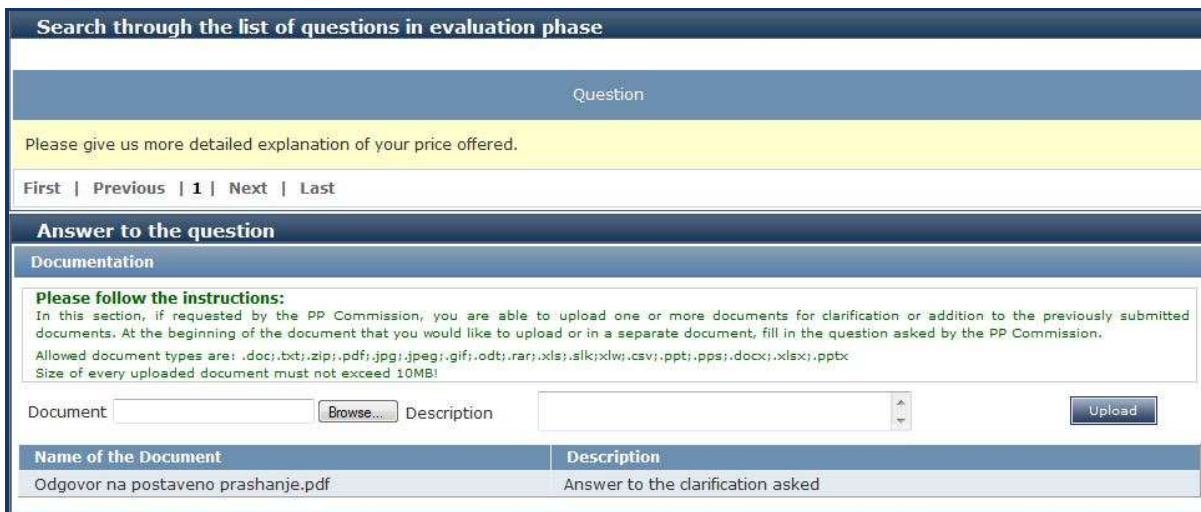 Search through the list of questions in evaluation phase
Question
Please give us more detailed explanation of your price offered.
First | Previous | 1 | Next | Last
Answer to the question
Documentation
Please follow the instructions:
In this section, if requested by the PP Commission, you are able to upload one or more documents for clarification or addition to the previously submitted
documents. At the beginning of the document that you would like to upload or in a separate document, fill in the question asked by the PP Commission.
Allowed document types are: .doc;.txt;.zip;.pdf;.jpg;.jpeg;.gif;.odt;.rar;.xls;.slk;xlw;.csv;.ppt;.pps;.docx;.xlsx;.pptx
Size of every uploaded document must not exceed 10MB!
Document Browse... Description Upload
Name of the Document Description
Odgovor na postaveno prashanje.pdf Answer to the clarification asked